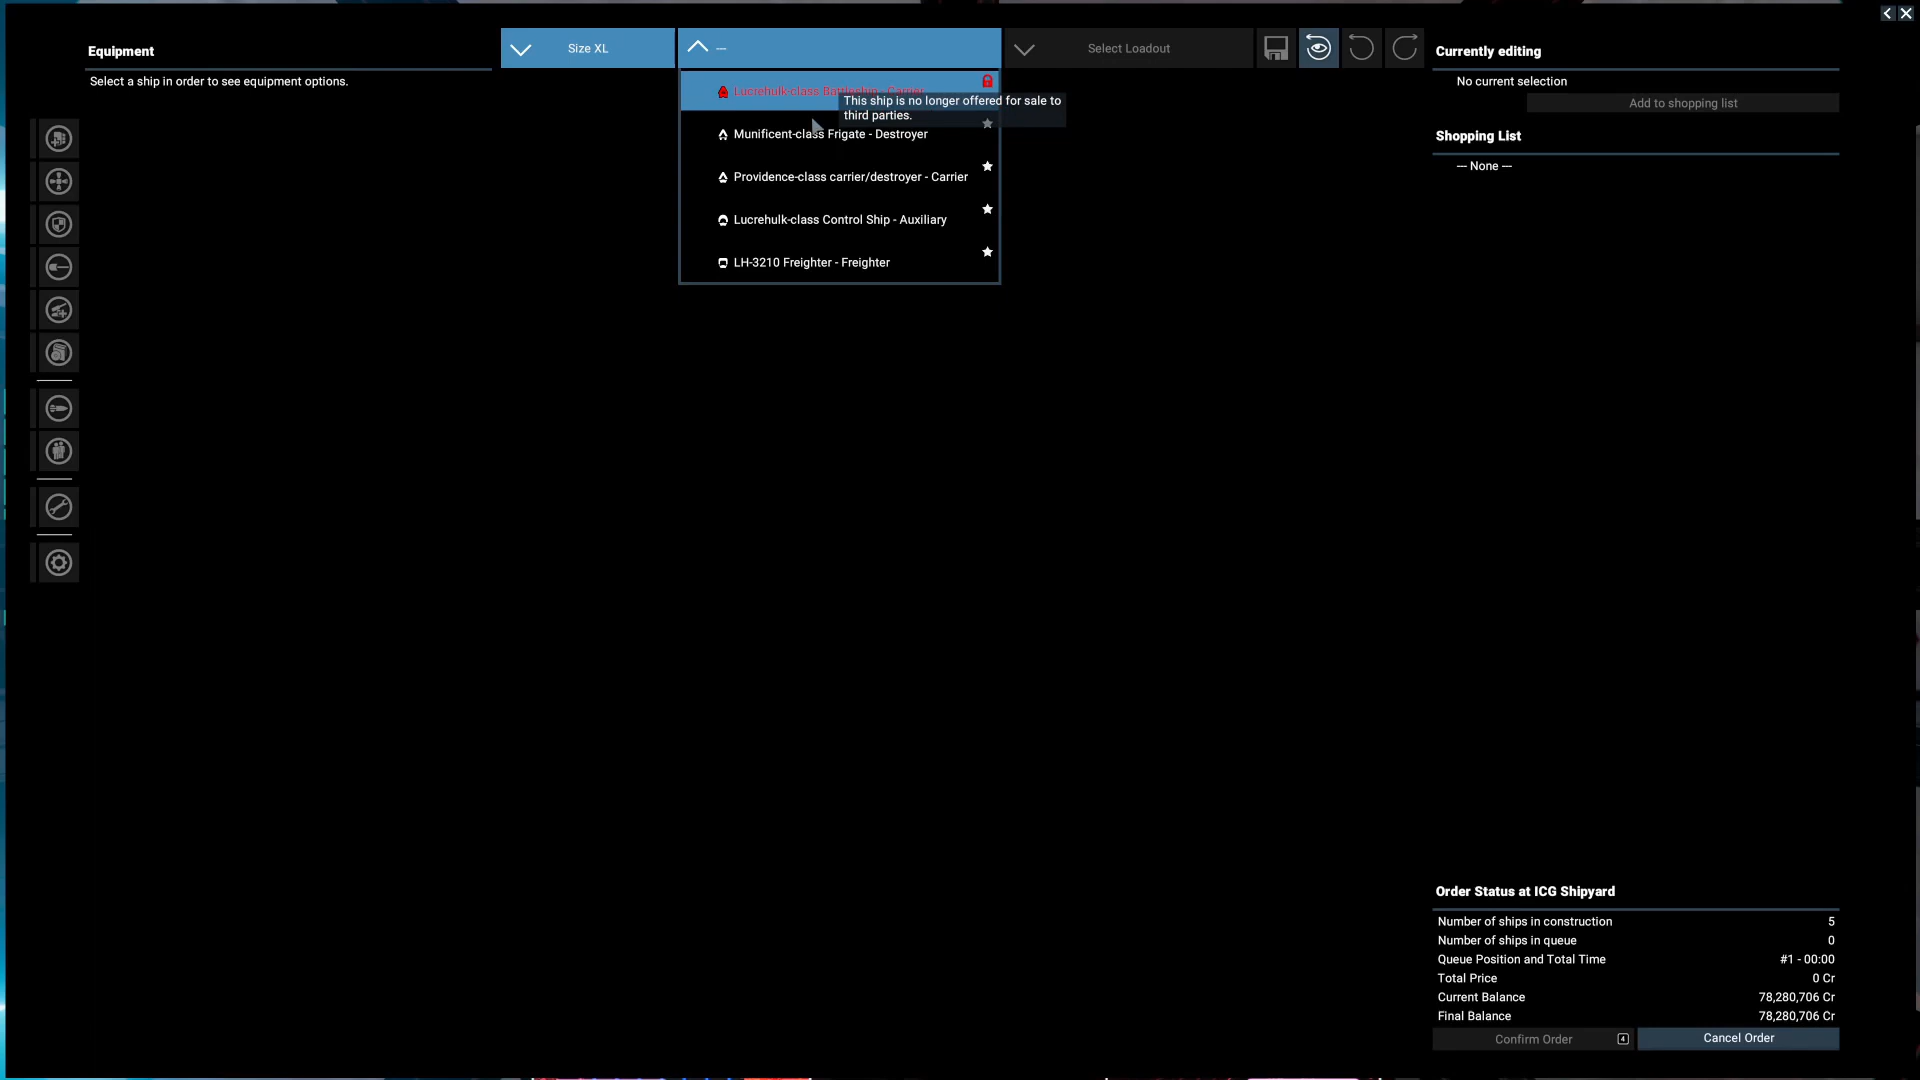 Equipment
Select a ship in order to see equipment options.
Size XL
---
Select Loadout
Lucrehulk-class Battleship - Carrier
This ship is no longer offered for sale to
third parties.
Munificent-class Frigate - Destroyer
Providence-class carrier/destroyer - Carrier
Lucrehulk-class Control Ship - Auxiliary
LH-3210 Freighter - Freighter
Currently editing
No current selection
Add to shopping list
Shopping List
--- None ---
Order Status at ICG Shipyard
Number of ships in construction 5
Number of ships in queue 0
Queue Position and Total Time #1 - 00:00
Total Price 0 Cr
Current Balance 78,280,706 Cr
Final Balance 78,280,706 Cr
Confirm Order 4
Cancel Order